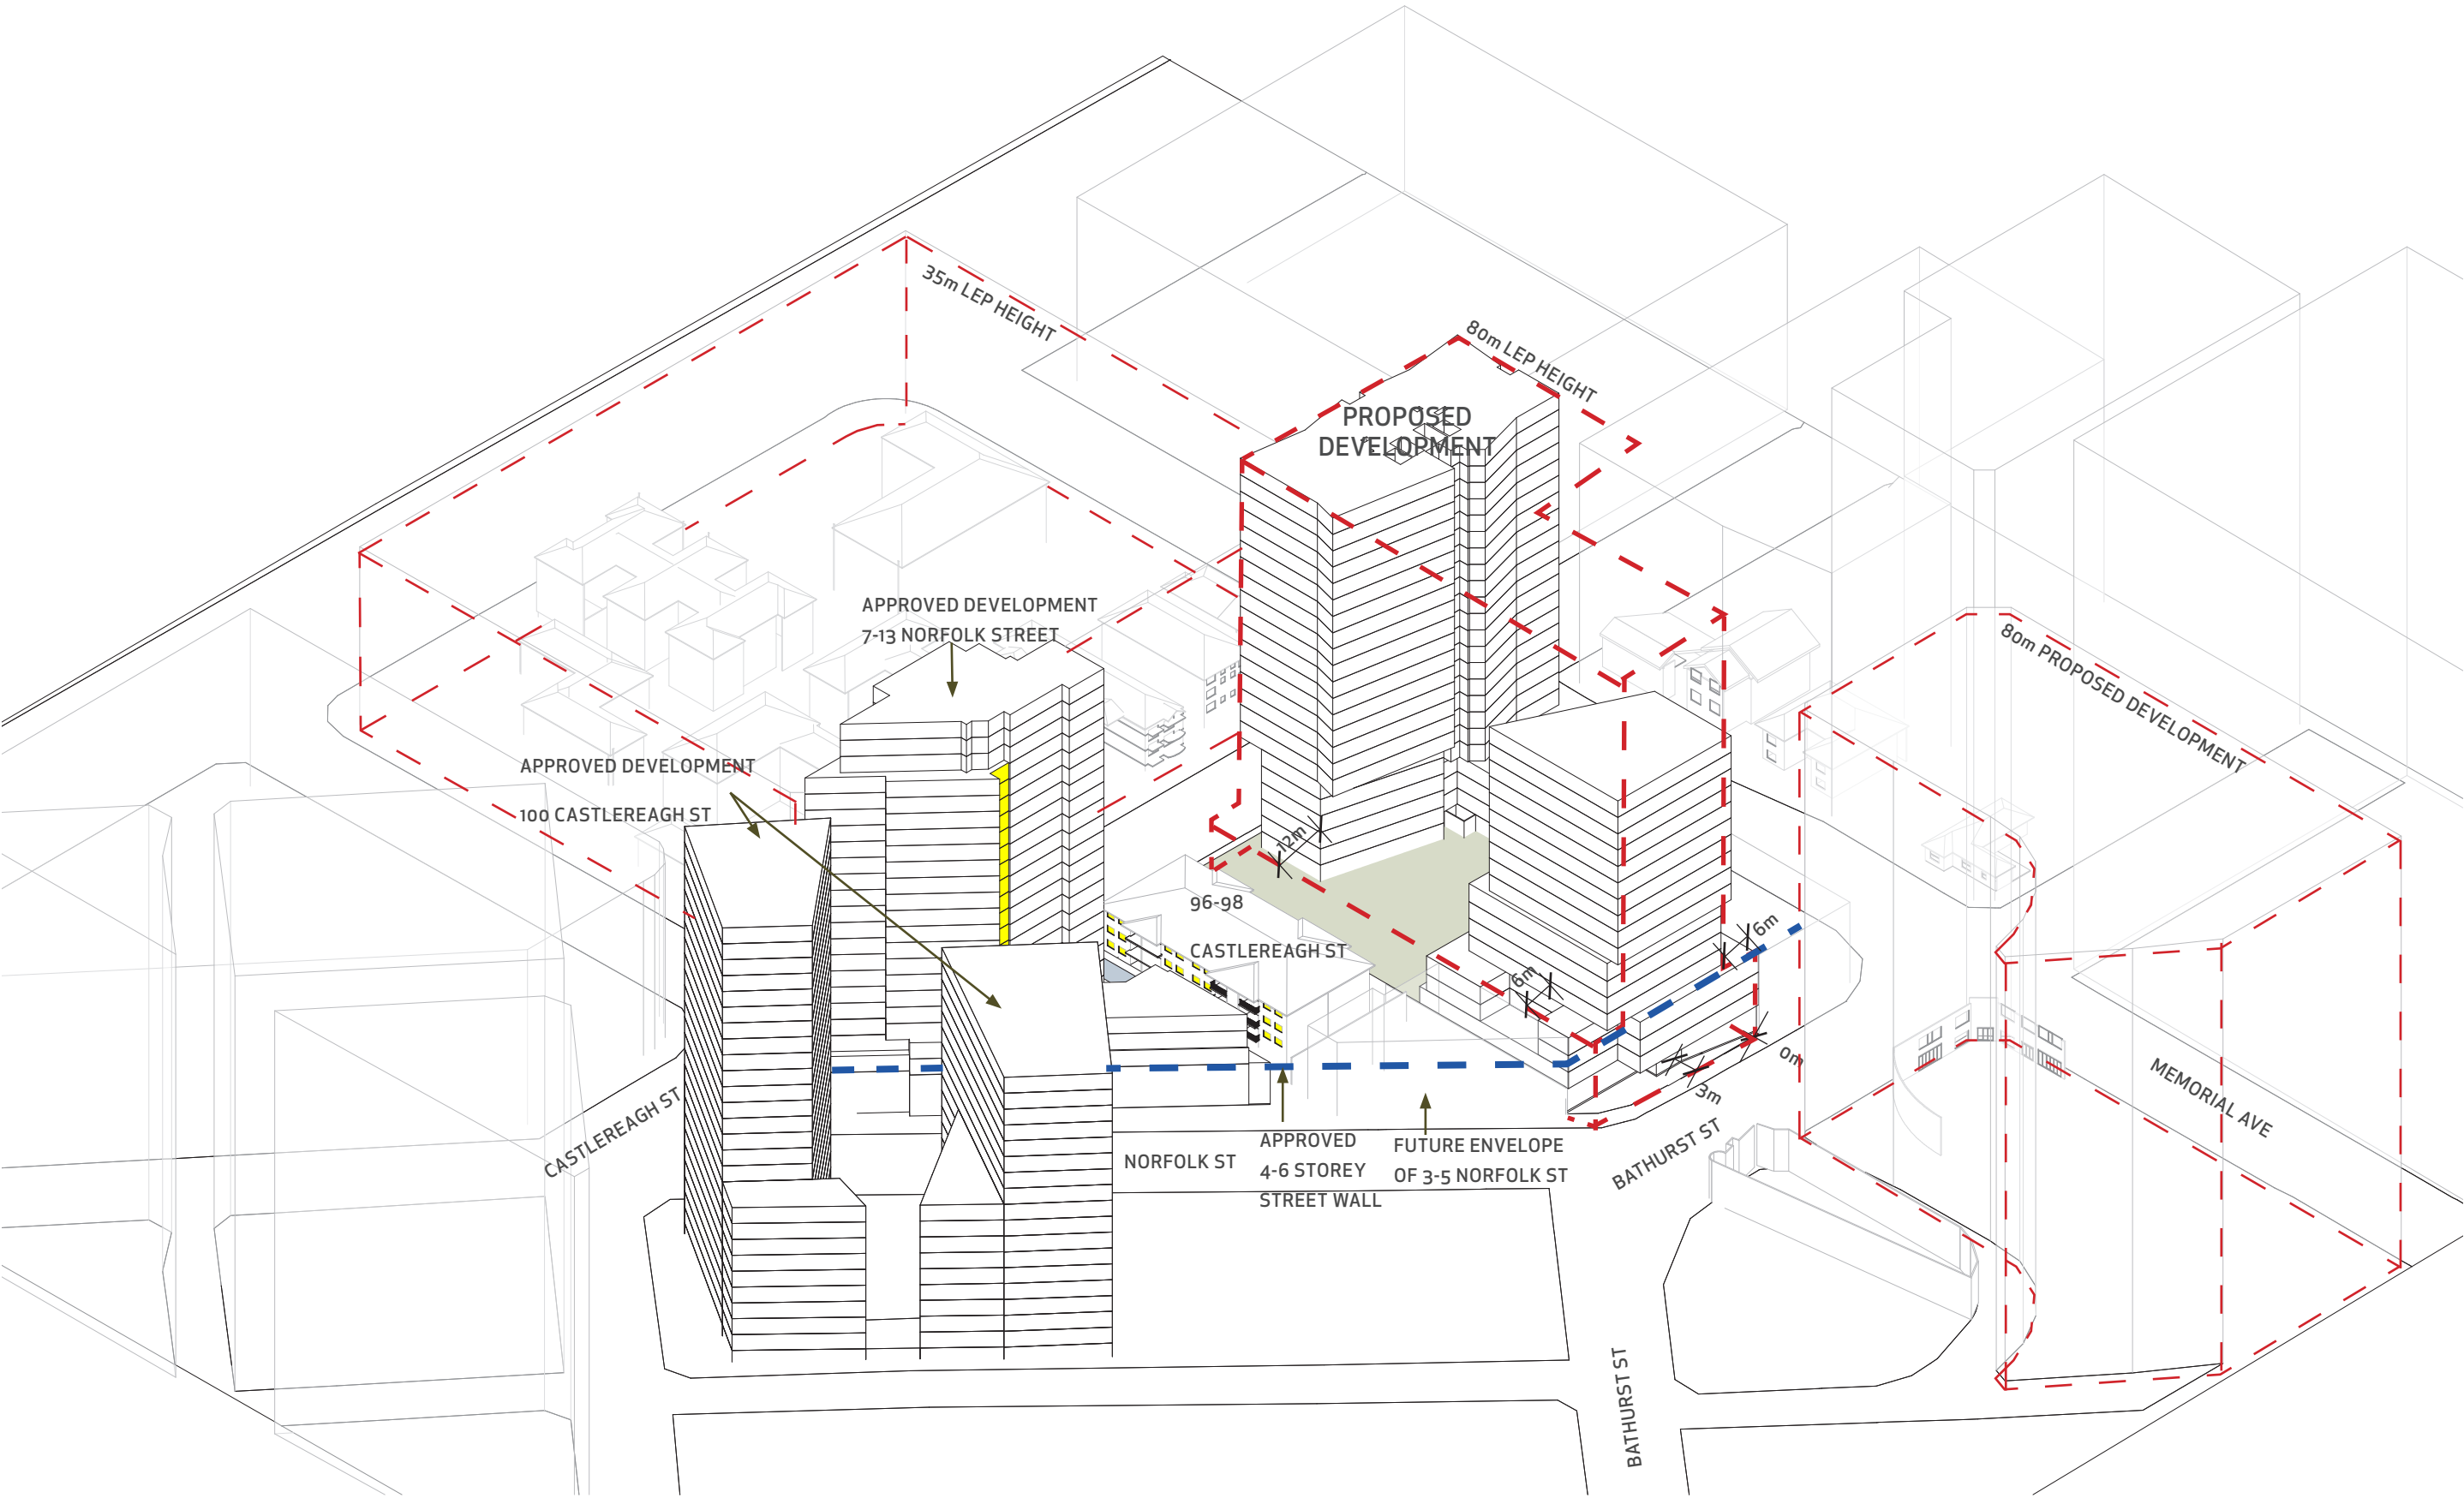 35m LEP HEIGHT
80m LEP HEIGHT
PROPOSED
DEVELOPMENT
APPROVED DEVELOPMENT
7-13 NORFOLK STREET
80m PROPOSED DEVELOPMENT
APPROVED DEVELOPMENT
100 CASTLEREAGH ST
12m
96-98
CASTLEREAGH ST
6m
6m
0m
3m
CASTLEREAGH ST
NORFOLK ST
APPROVED
4-6 STOREY
STREET WALL
FUTURE ENVELOPE
OF 3-5 NORFOLK ST
BATHURST ST
MEMORIAL AVE
BATHURST ST